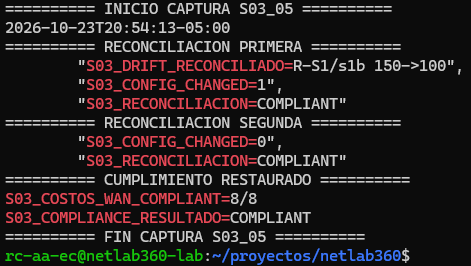 ========== INICIO CAPTURA S03_05 ==========
2026-10-23T20:54:13-05:00
========== RECONCILIACION PRIMERA ==========
"S03_DRIFT_RECONCILIADO=R-S1/s1b 150->100",
"S03_CONFIG_CHANGED=1",
"S03_RECONCILIACION=COMPLIANT"
========== RECONCILIACION SEGUNDA ==========
"S03_CONFIG_CHANGED=0",
"S03_RECONCILIACION=COMPLIANT"
========== CUMPLIMIENTO RESTAURADO ==========
S03_COSTOS_WAN_COMPLIANT=8/8
S03_COMPLIANCE_RESULTADO=COMPLIANT
========== FIN CAPTURA S03_05 ==========
rc-aa-ec@netlab360-lab:~/proyectos/netlab360$